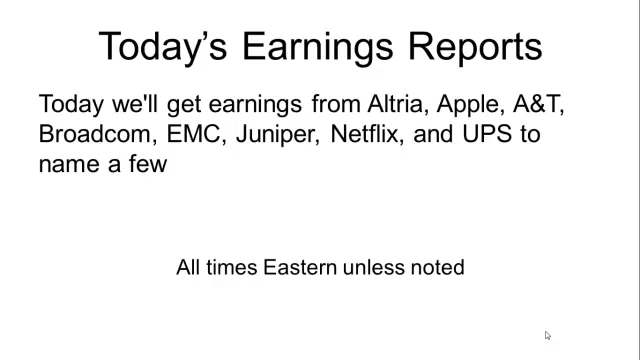 Today’s Earnings Reports
Today we'll get earnings from Altria, Apple, A&T,
Broadcom, EMC, Juniper, Netflix, and UPS to
name a few
All times Eastern unless noted